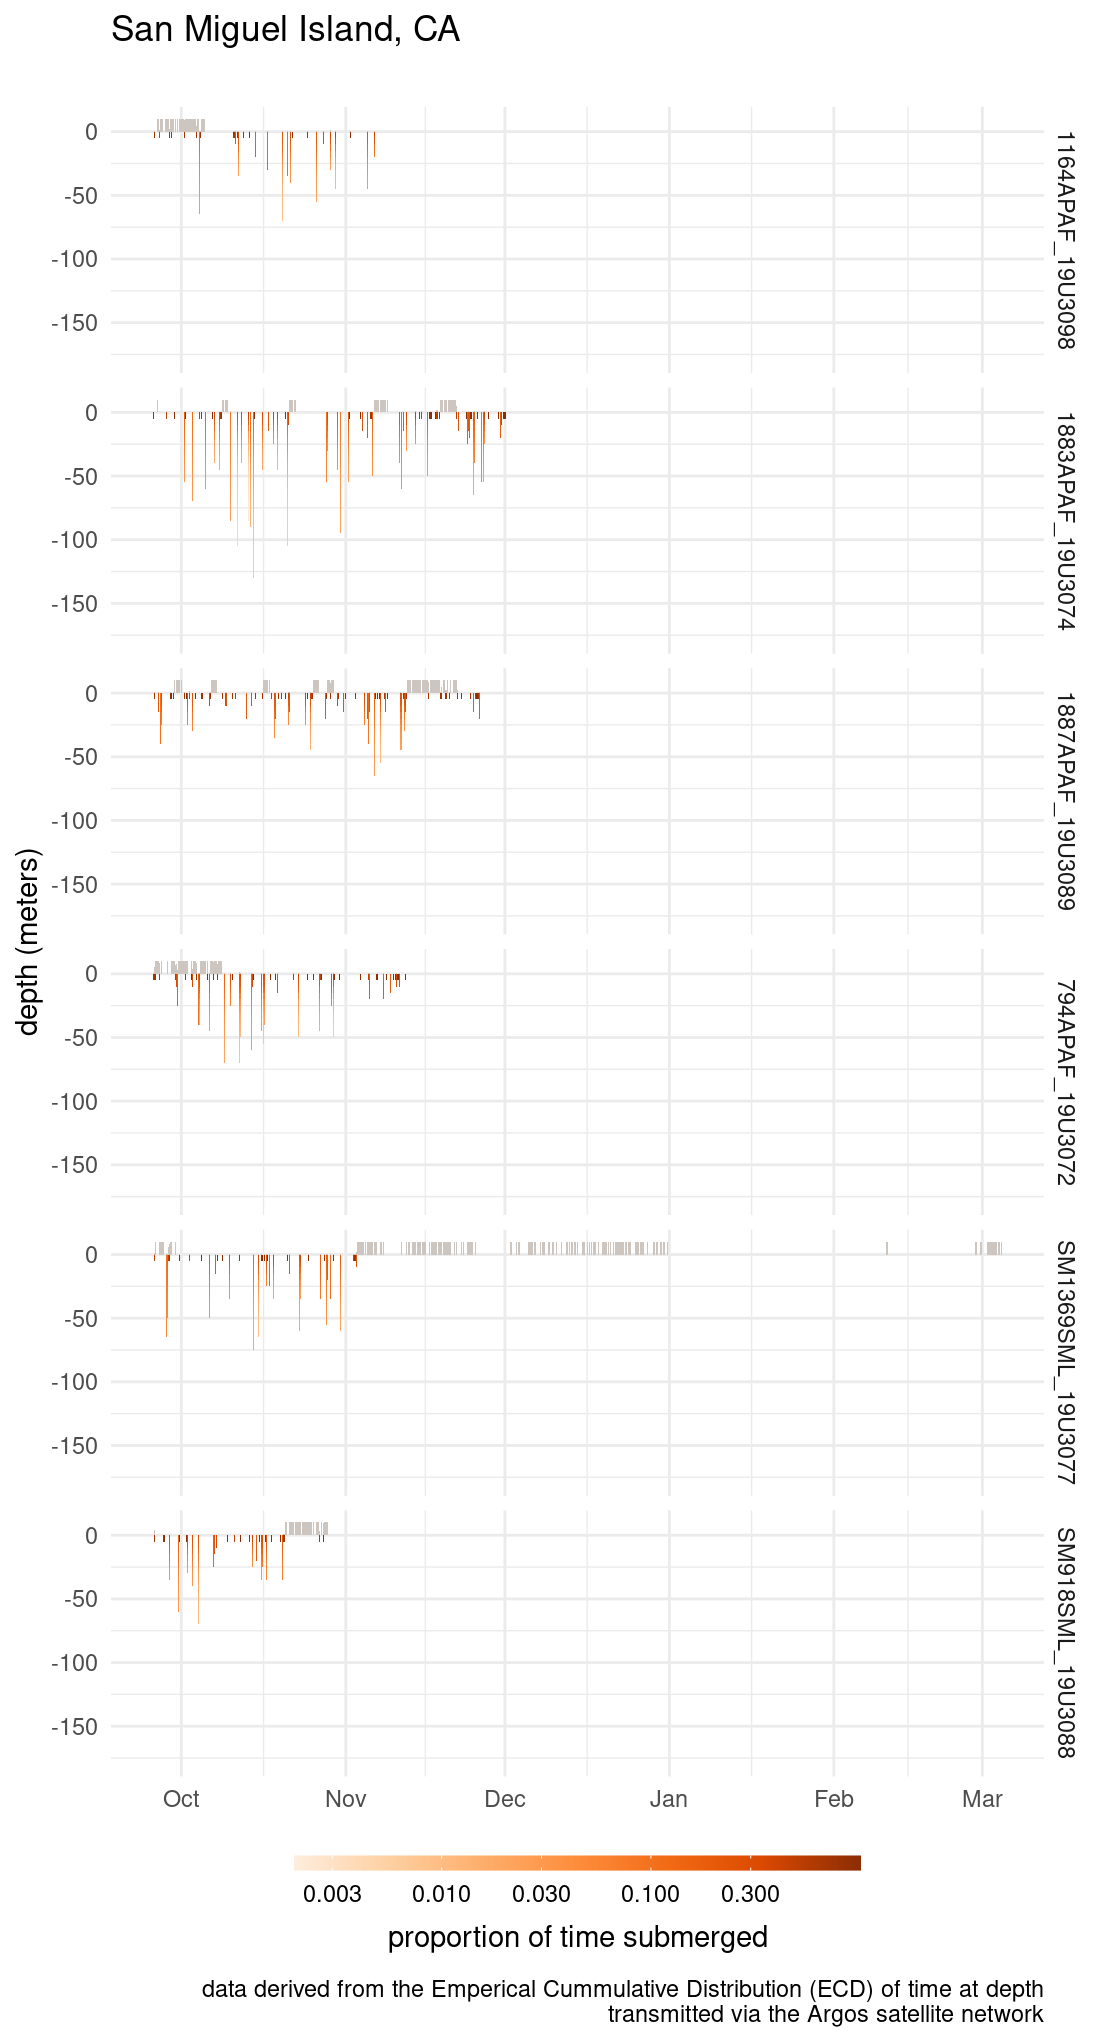 San Miguel Island, CA
0
-50
-100
-150
1164APAF_19U3098
0
-50
-100
-150
1883APAF_19U3074
0
-50
-100
-150
1887APAF_19U3089
depth (meters)
0
-50
-100
-150
794APAF_19U3072
0
-50
-100
-150
SM1369SML_19U3077
0
-50
-100
-150
SM918SML_19U3088
Oct Nov Dec Jan Feb Mar
0.003 0.010 0.030 0.100 0.300
proportion of time submerged
data derived from the Emperical Cummulative Distribution (ECD) of time at depth
transmitted via the Argos satellite network